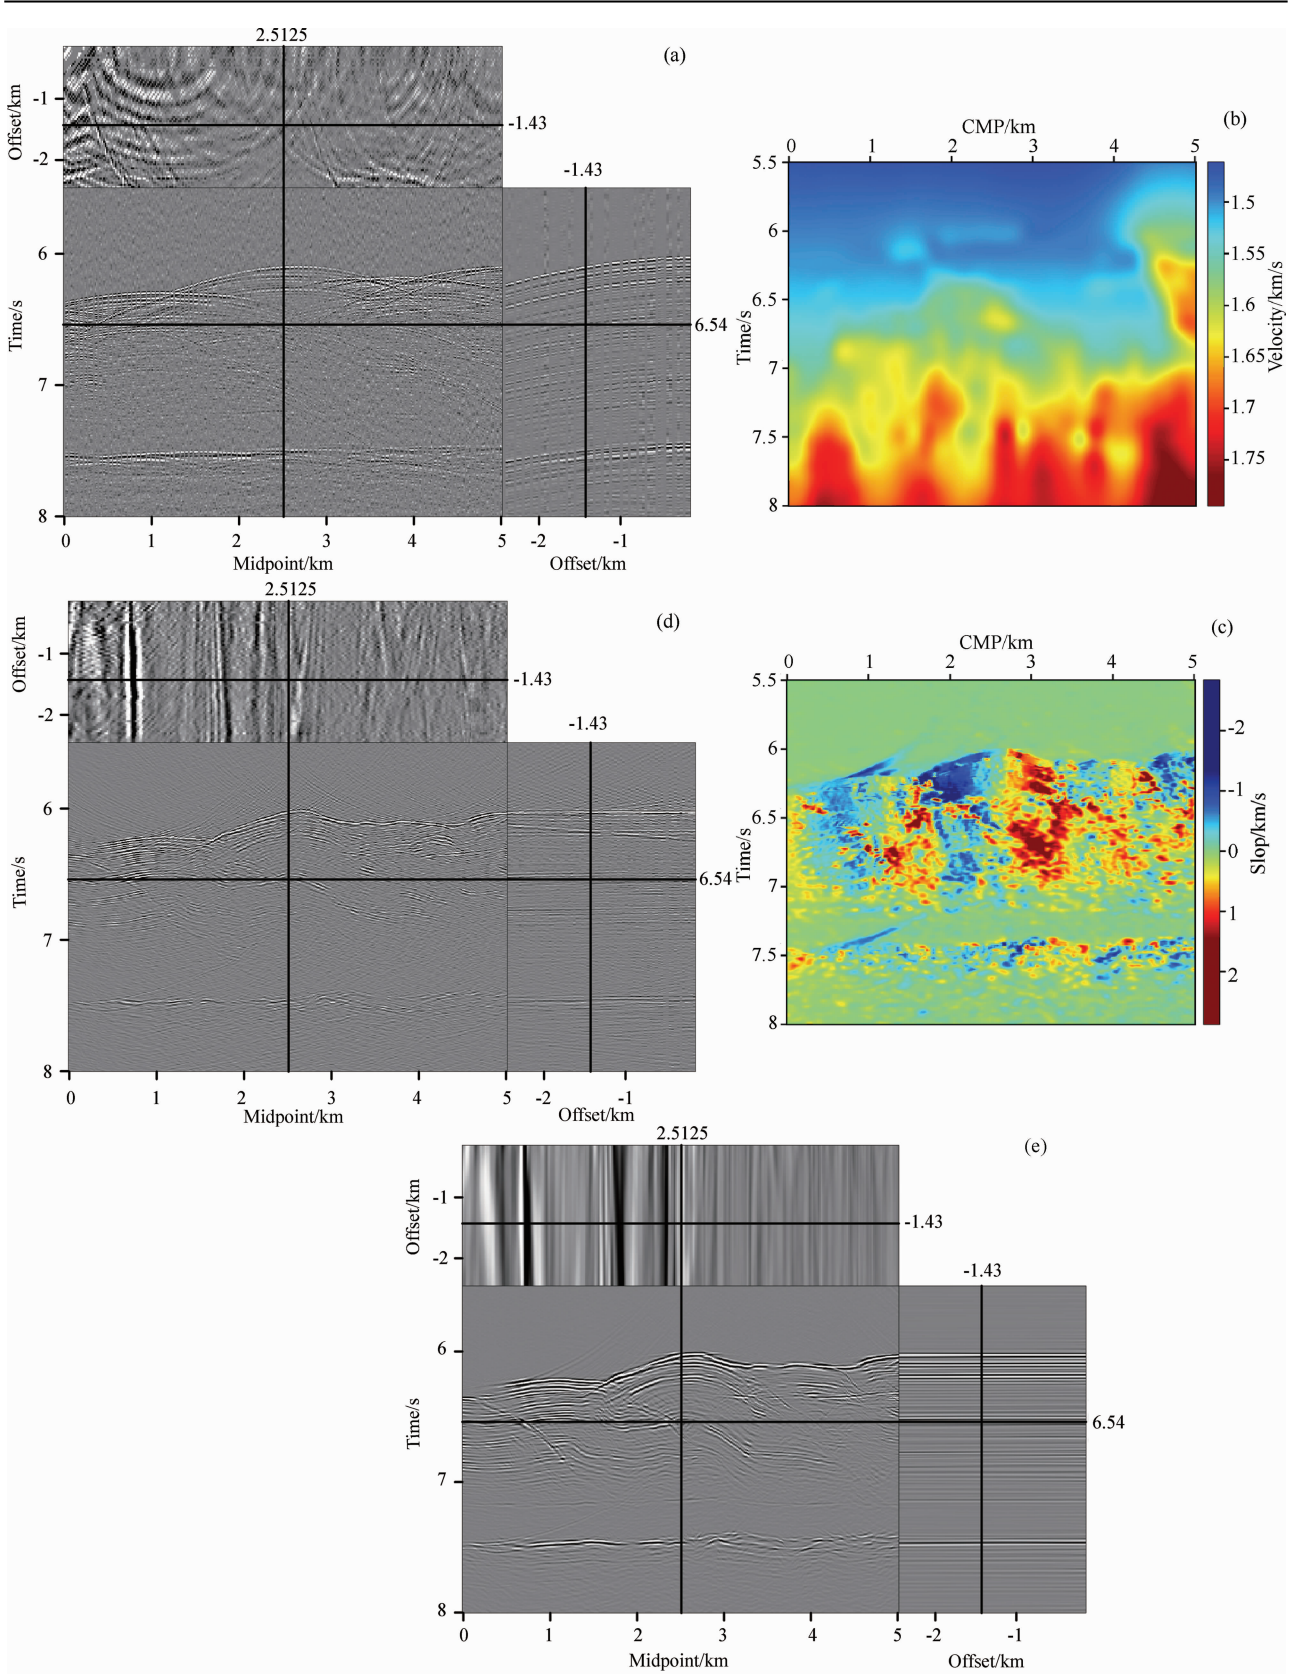 2.5125
(a)
Offset/km
-1
-2
-1.43
-1.43
Time/s
6
7
8
6.54
0 1 2 3 4 5 -2 -1
Midpoint/km Offset/km
(b)
CMP/km
0 1 2 3 4 5
Time/s
5.5
6
6.5
7
7.5
8
1.5
1.55
1.6
1.65
1.7
1.75
Velocity/km/s
2.5125
(d)
Offset/km
-1
-2
-1.43
-1.43
Time/s
6
7
8
6.54
0 1 2 3 4 5 -2 -1
Midpoint/km Offset/km
(c)
CMP/km
0 1 2 3 4 5
Time/s
5.5
6
6.5
7
7.5
8
-2
-1
0
1
2
Slop/km/s
2.5125
(e)
Offset/km
-1
-2
-1.43
-1.43
Time/s
6
7
8
6.54
0 1 2 3 4 5 -2 -1
Midpoint/km Offset/km